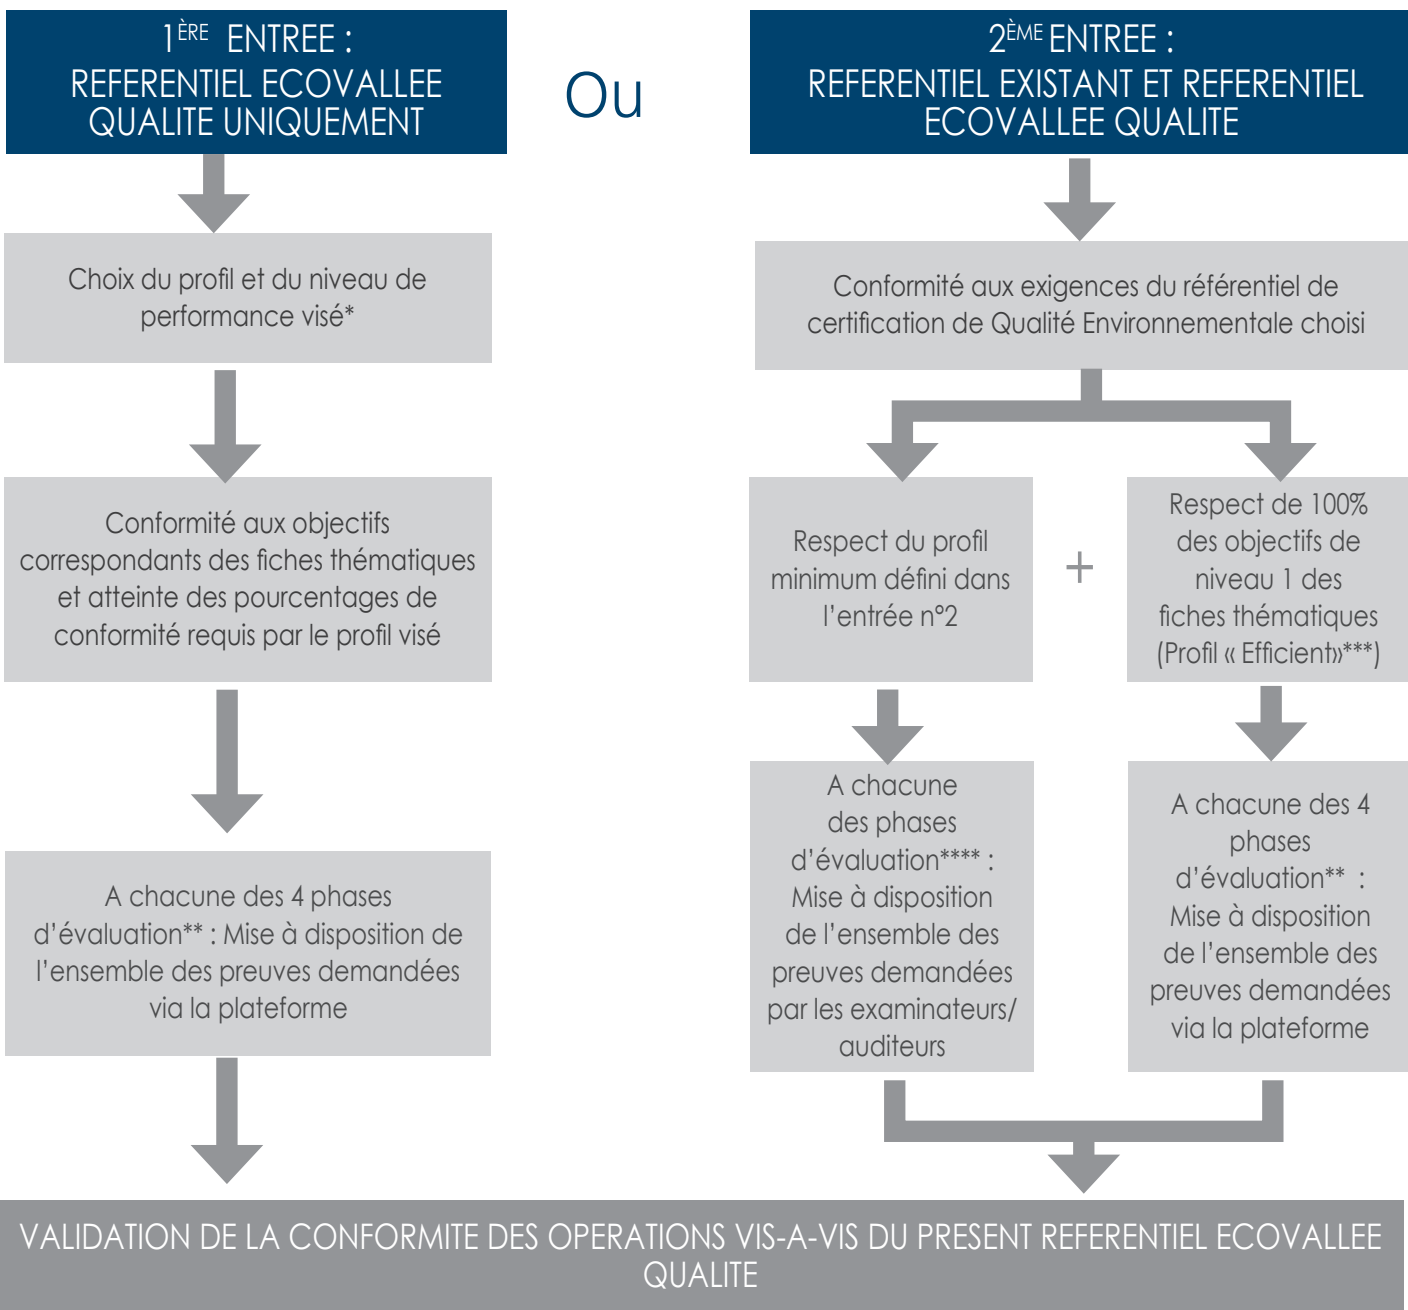 1ÈRE ENTREE :
REFERENTIEL ECOVALLEE
QUALITE UNIQUEMENT
Ou
2ÈME ENTREE :
REFERENTIEL EXISTANT ET REFERENTIEL
ECOVALLEE QUALITE
Choix du profil et du niveau de
performance visé*
Conformité aux exigences du référentiel de
certification de Qualité Environnementale choisi
Conformité aux objectifs
correspondants des fiches thématiques
et atteinte des pourcentages de
conformité requis par le profil visé
Respect du profil
minimum défini dans
l'entrée n°2
+
Respect de 100%
des objectifs de
niveau 1 des
fiches thématiques
(Profil « Efficient»***)
A chacune des 4 phases
d'évaluation** : Mise à disposition de
l'ensemble des preuves demandées
via la plateforme
A chacune
des phases
d'évaluation**** :
Mise à disposition
de l'ensemble des
preuves demandées
par les examinateurs/
auditeurs
A chacune des 4
phases
d'évaluation** :
Mise à disposition
de l'ensemble des
preuves demandées
via la plateforme
VALIDATION DE LA CONFORMITE DES OPERATIONS VIS-A-VIS DU PRESENT REFERENTIEL ECOVALLEE
QUALITE